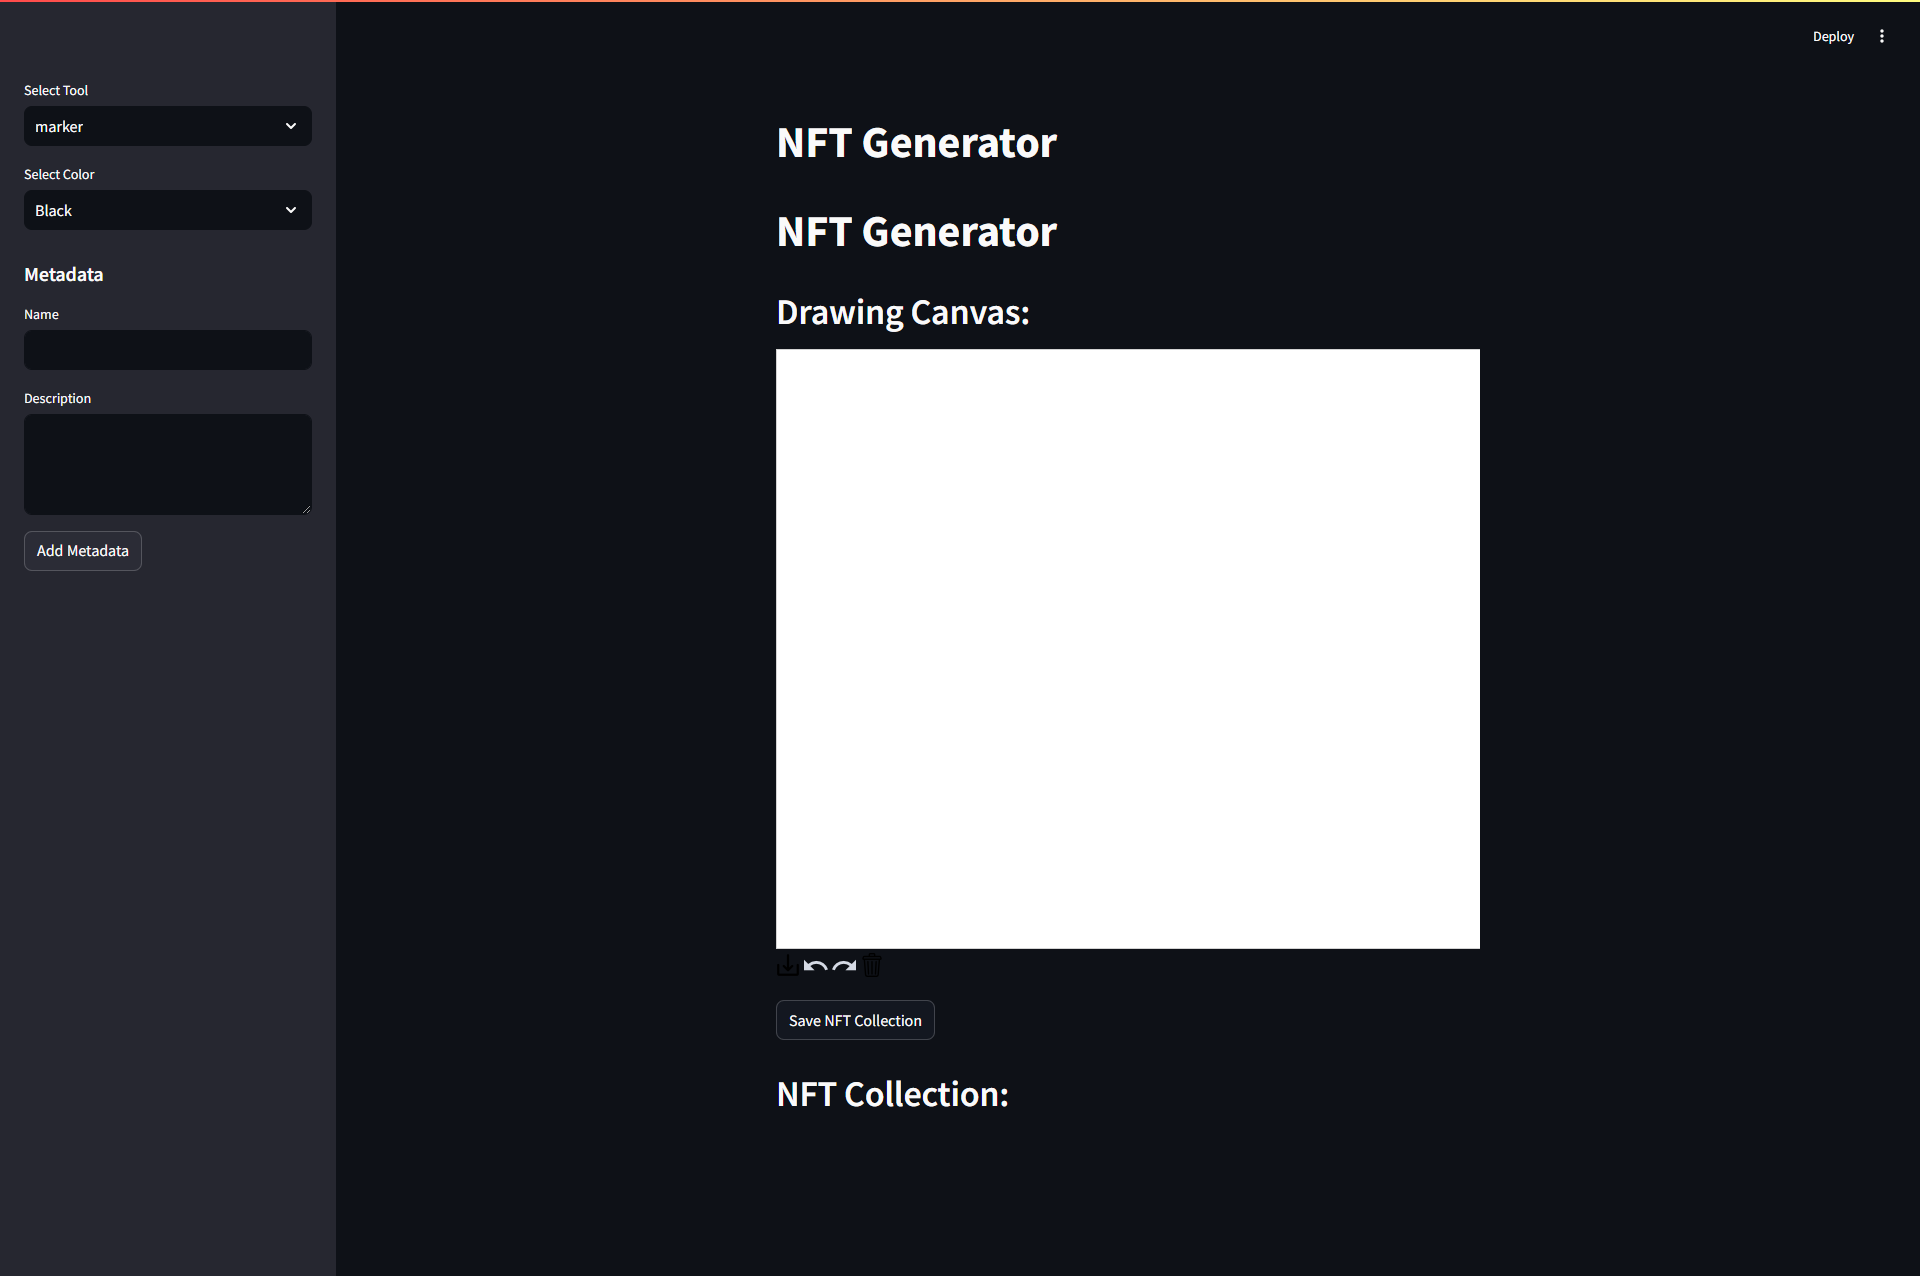 Deploy
Select Tool
marker
Select Color
Black
Metadata
Name
Description
Add Metadata
NFT Generator
NFT Generator
Drawing Canvas:
Save NFT Collection
NFT Collection: